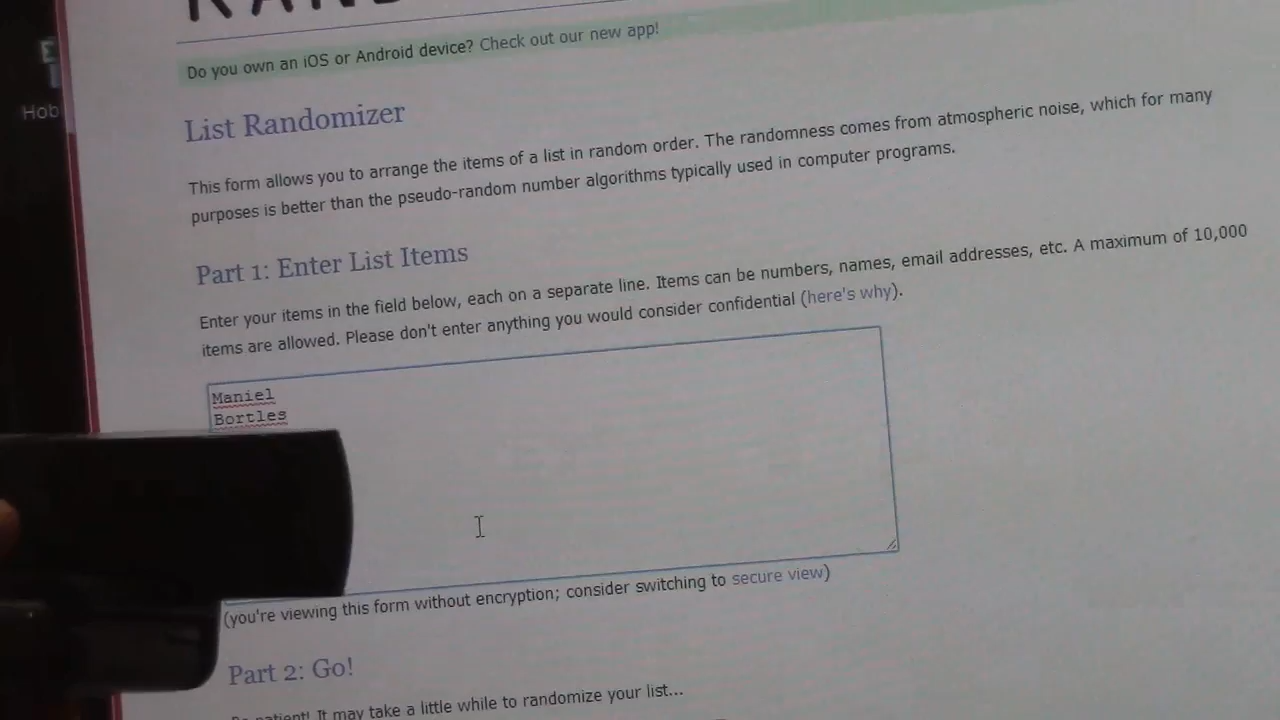 Do you own an iOS or Android device? Check out our new app!
Hob
List Randomizer
This form allows you to arrange the items of a list in random order. The randomness comes from atmospheric noise, which for many
purposes is better than the pseudo-random number algorithms typically used in computer programs.
Part 1: Enter List Items
Enter your items in the field below, each on a separate line. Items can be numbers, names, email addresses, etc. A maximum of 10,000
items are allowed. Please don't enter anything you would consider confidential (here's why).
Maniel
Bortles
(you're viewing this form without encryption; consider switching to secure view)
Part 2: Go!
patient! It may take a little while to randomize your list...